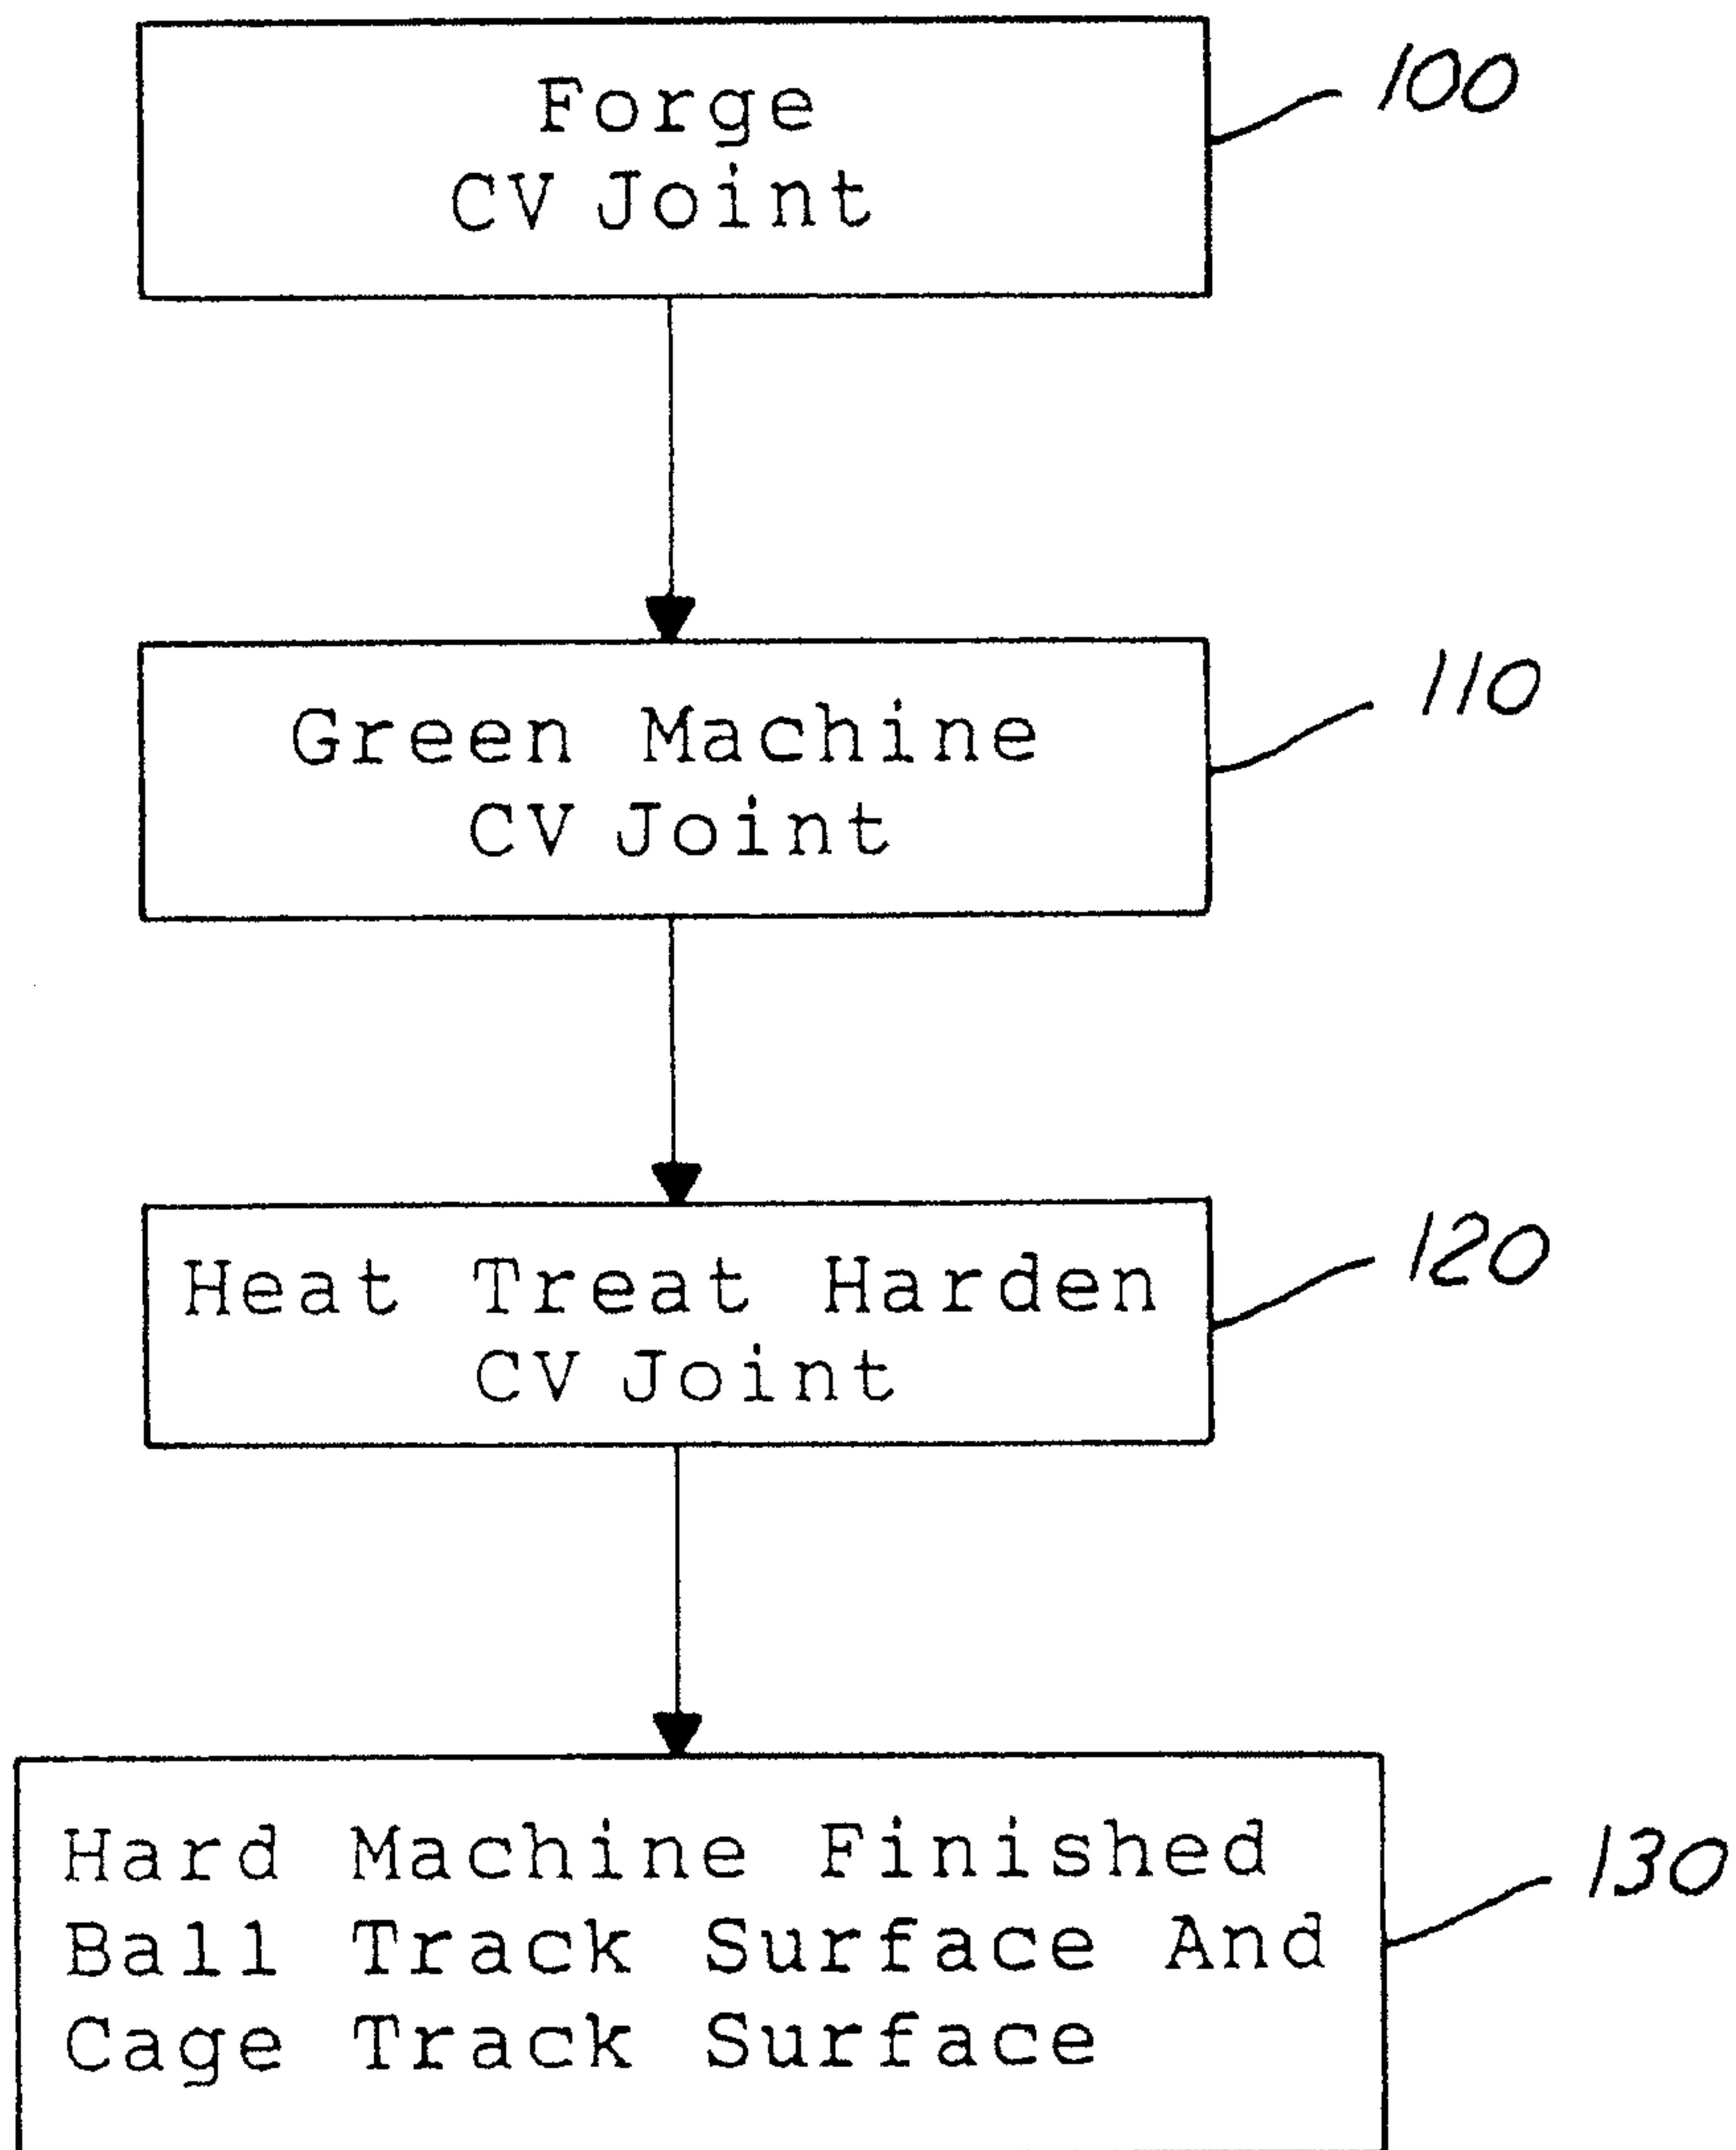 Forge
CV Joint
100
Green Machine
CV Joint
110
Heat Treat Harden
CV Joint
120
Hard Machine Finished
Ball Track Surface And
Cage Track Surface
130